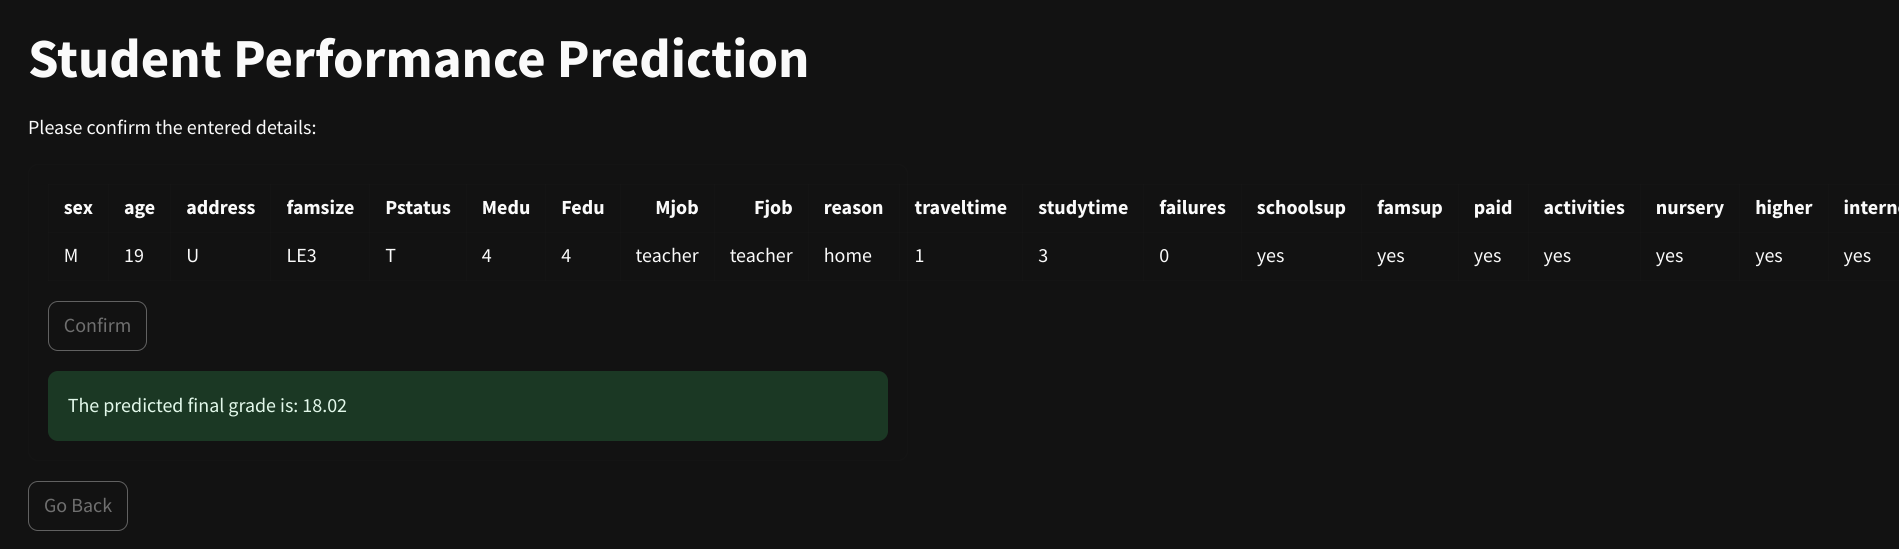 Student Performance Prediction
Please confirm the entered details:
sex age address famsize Pstatus Medu Fedu Mjob Fjob reason traveltime studytime failures schoolsup famsup paid activities nursery higher
M 19 U LE3 T 4 4 teacher teacher home 1 3 0 yes yes yes yes yes yes yes
Confirm
The predicted final grade is: 18.02
Go Back